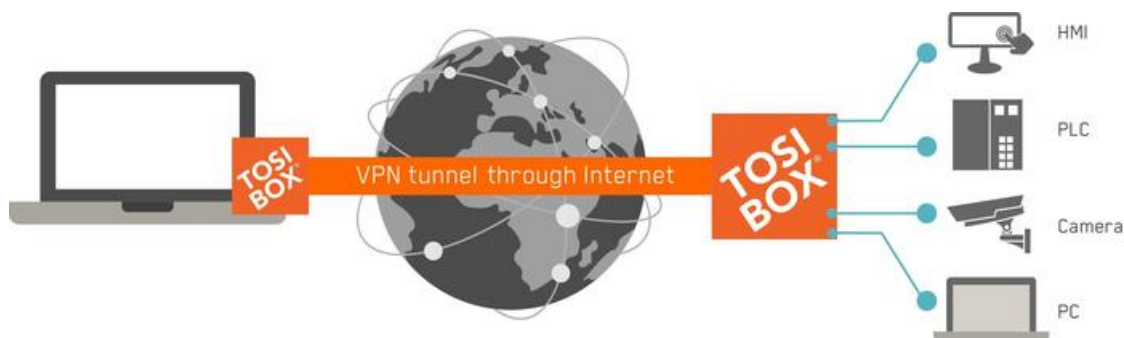 TOSI
BOX
VPN tunnel through Internet
TOSI
BOX®
HMI
PLC
Camera
PC